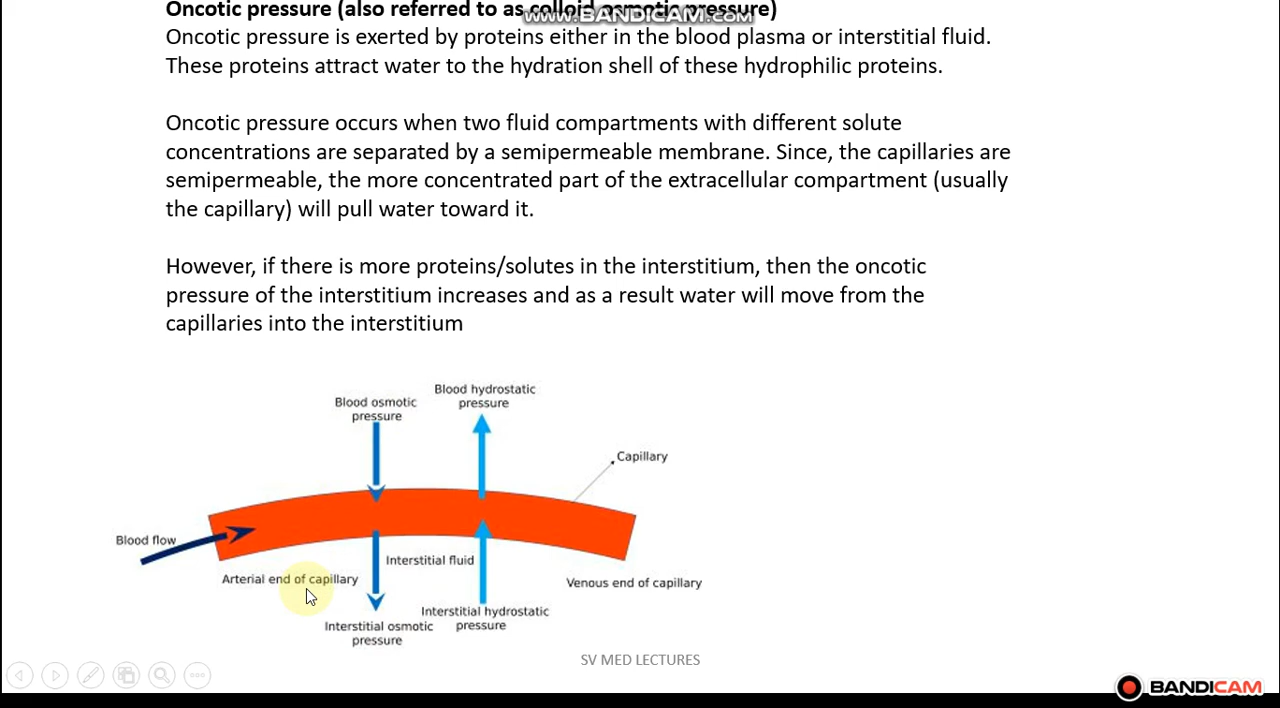 Oncotic pressure (also referred to as colloid osmotic pressure)
www.BANDICAM.com
Oncotic pressure is exerted by proteins either in the blood plasma or interstitial fluid.
These proteins attract water to the hydration shell of these hydrophilic proteins.
Oncotic pressure occurs when two fluid compartments with different solute
concentrations are separated by a semipermeable membrane. Since, the capillaries are
semipermeable, the more concentrated part of the extracellular compartment (usually
the capillary) will pull water toward it.
However, if there is more proteins/solutes in the interstitium, then the oncotic
pressure of the interstitium increases and as a result water will move from the
capillaries into the interstitium
Blood osmotic
pressure
Blood hydrostatic
pressure
Capillary
Blood flow
Interstitial fluid
Arterial end of capillary
Venous end of capillary
Interstitial osmotic
pressure
Interstitial hydrostatic
pressure
SV MED LECTURES
BANDICAM